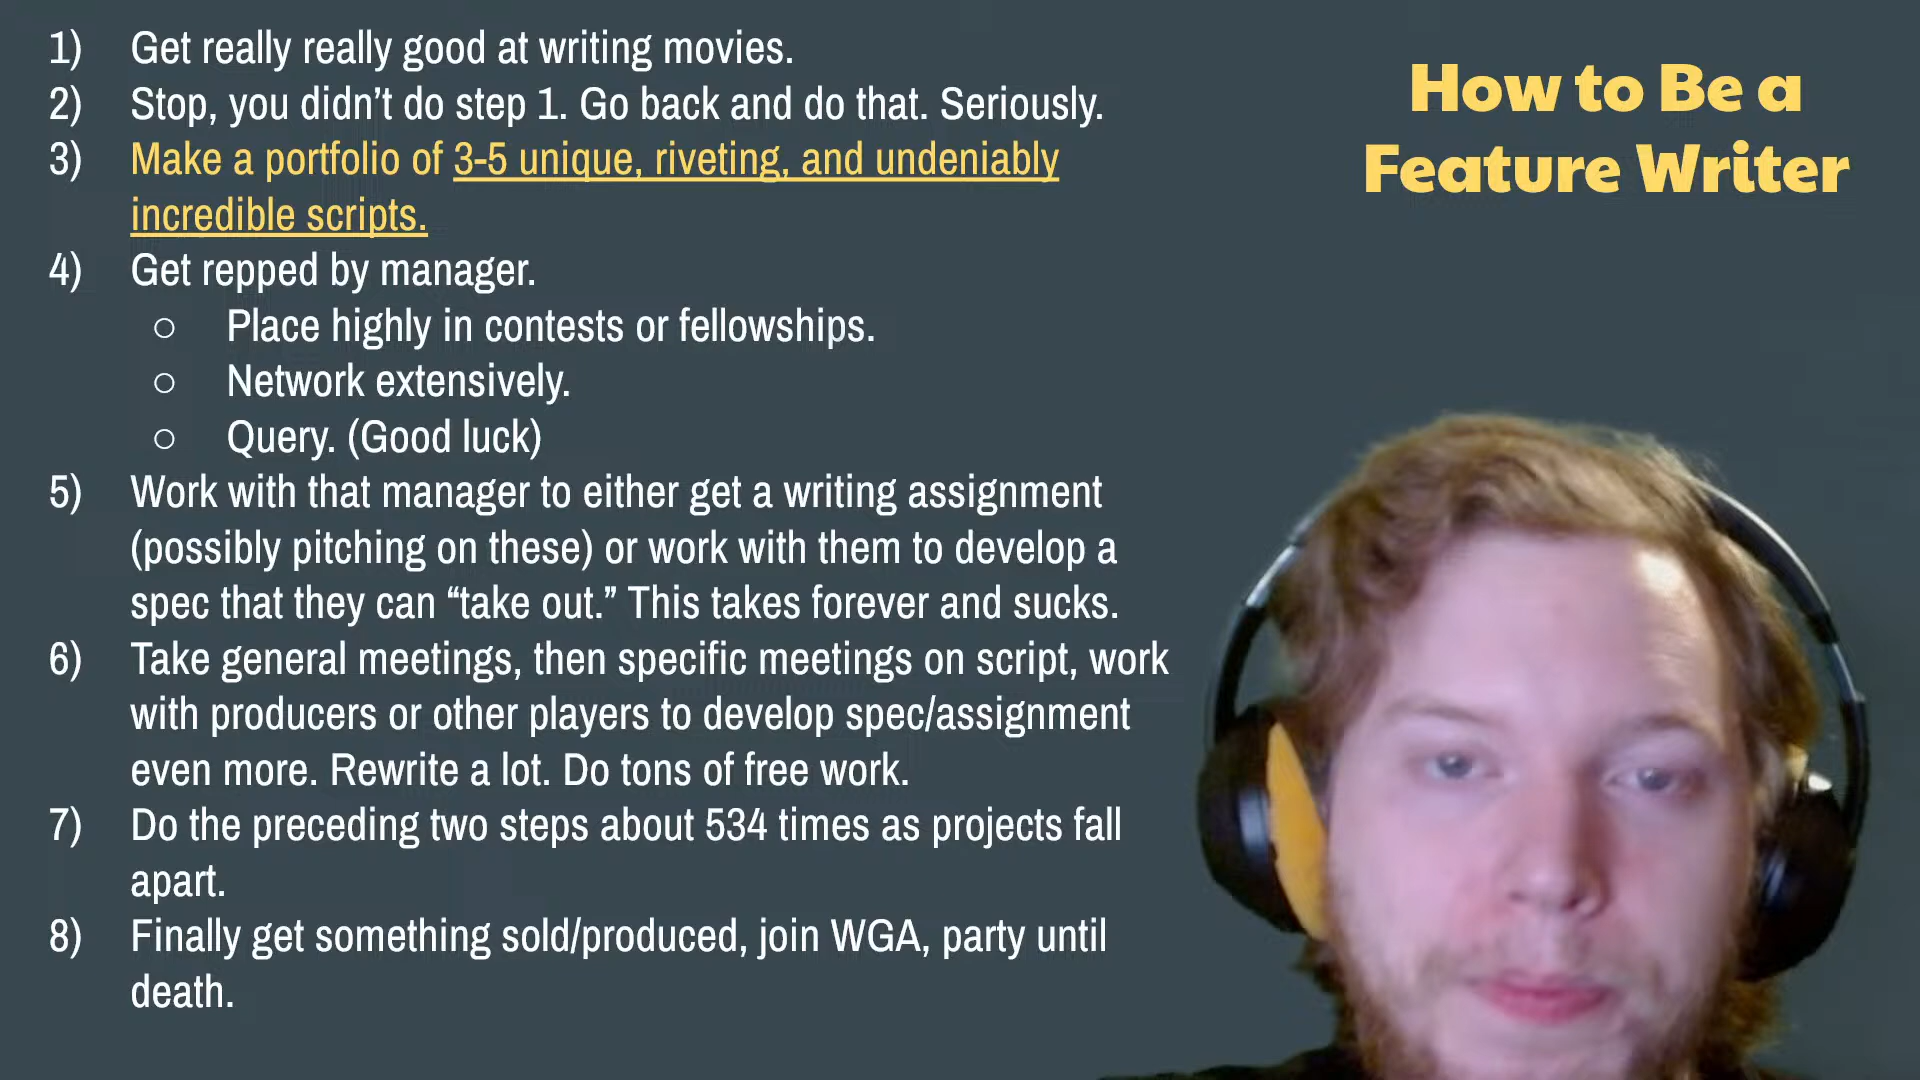 1) Get really really good at writing movies.
2) Stop, you didn’t do step 1. Go back and do that. Seriously.
3) Make a portfolio of 3-5 unique, riveting, and undeniably
incredible scripts.
4) Get repped by manager.
○ Place highly in contests or fellowships.
○ Network extensively.
○ Query. (Good luck)
5) Work with that manager to either get a writing assignment
(possibly pitching on these) or work with them to develop a
spec that they can “take out.” This takes forever and sucks.
6) Take general meetings, then specific meetings on script, work
with producers or other players to develop spec/assignment
even more. Rewrite a lot. Do tons of free work.
7) Do the preceding two steps about 534 times as projects fall
apart.
8) Finally get something sold/produced, join WGA, party until
death.
How to Be a
Feature Writer